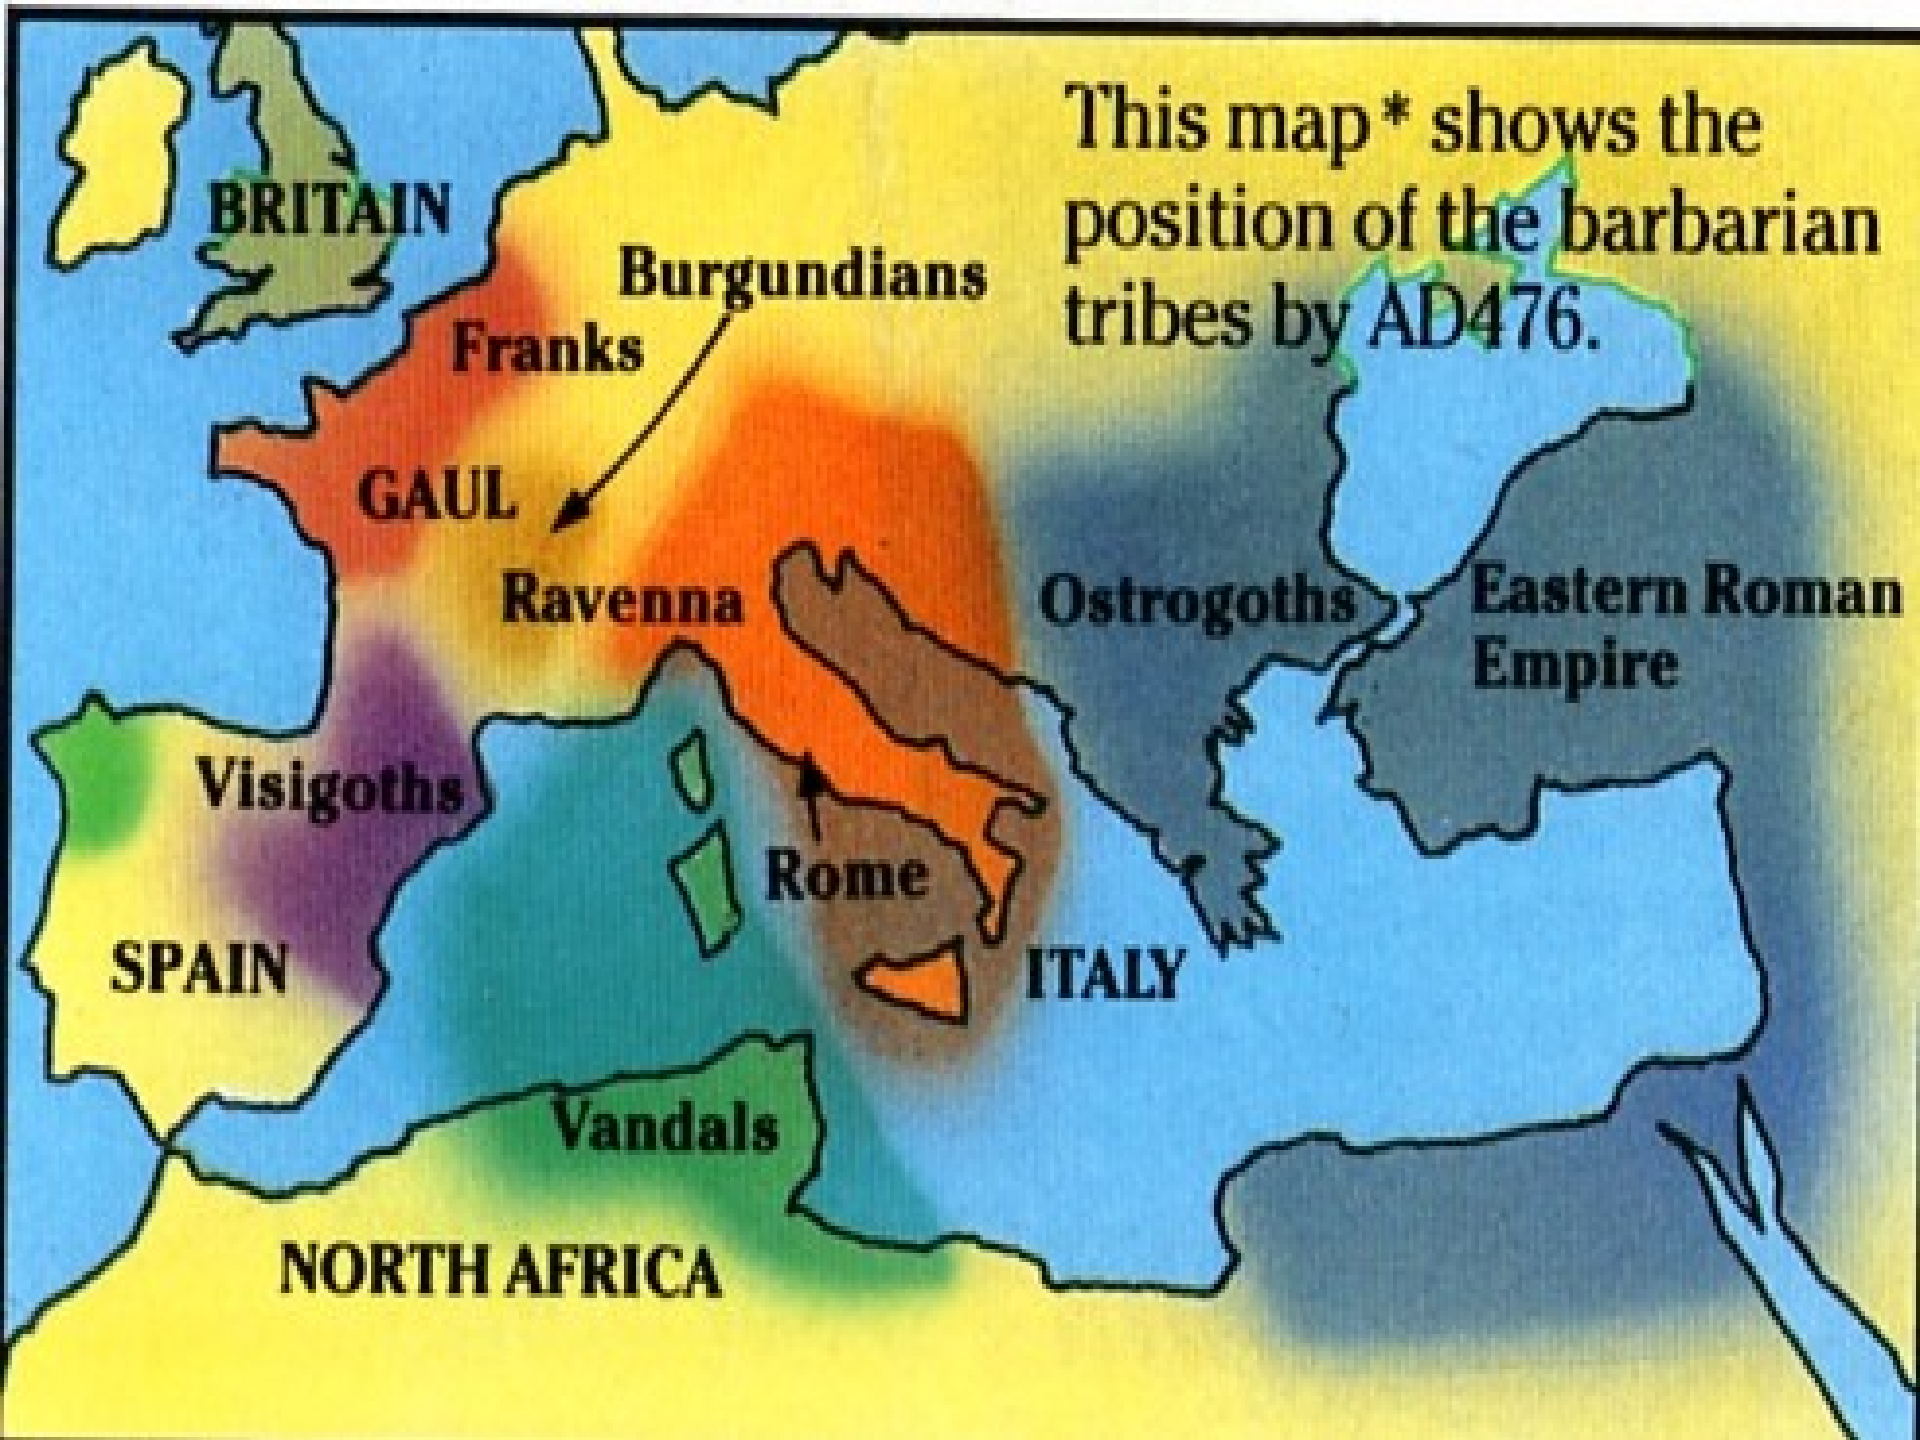 This map* shows the
position of the barbarian
tribes by AD476.
BRITAIN
Burgundians
Franks
GAUL
Ravenna
Ostrogoths
Eastern Roman
Empire
Visigoths
Rome
SPAIN
ITALY
Vandals
NORTH AFRICA